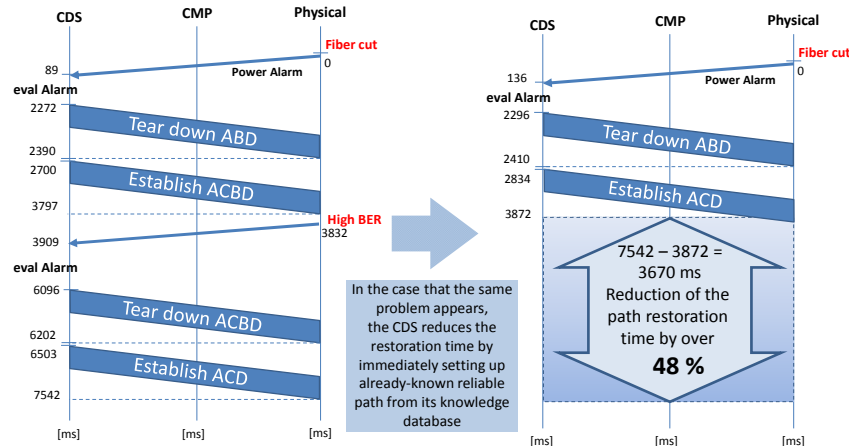 CDS CMP Physical
Fiber cut
0
89
Power Alarm
eval Alarm
2272
Tear down ABD
2390
2700
Establish ACBD
3797
High BER
3832
3909
eval Alarm
6096
Tear down ACBD
6202
6503
Establish ACD
7542
[ms] [ms] [ms]
In the case that the same
problem appears,
the CDS reduces the
restoration time by
immediately setting up
already-known reliable
path from its knowledge
database
CDS CMP Physical
Fiber cut
0
136
Power Alarm
eval Alarm
2296
Tear down ABD
2410
2834
Establish ACD
3872
7542 – 3872 =
3670 ms
Reduction of the
path restoration
time by over
48 %
[ms] [ms] [ms]